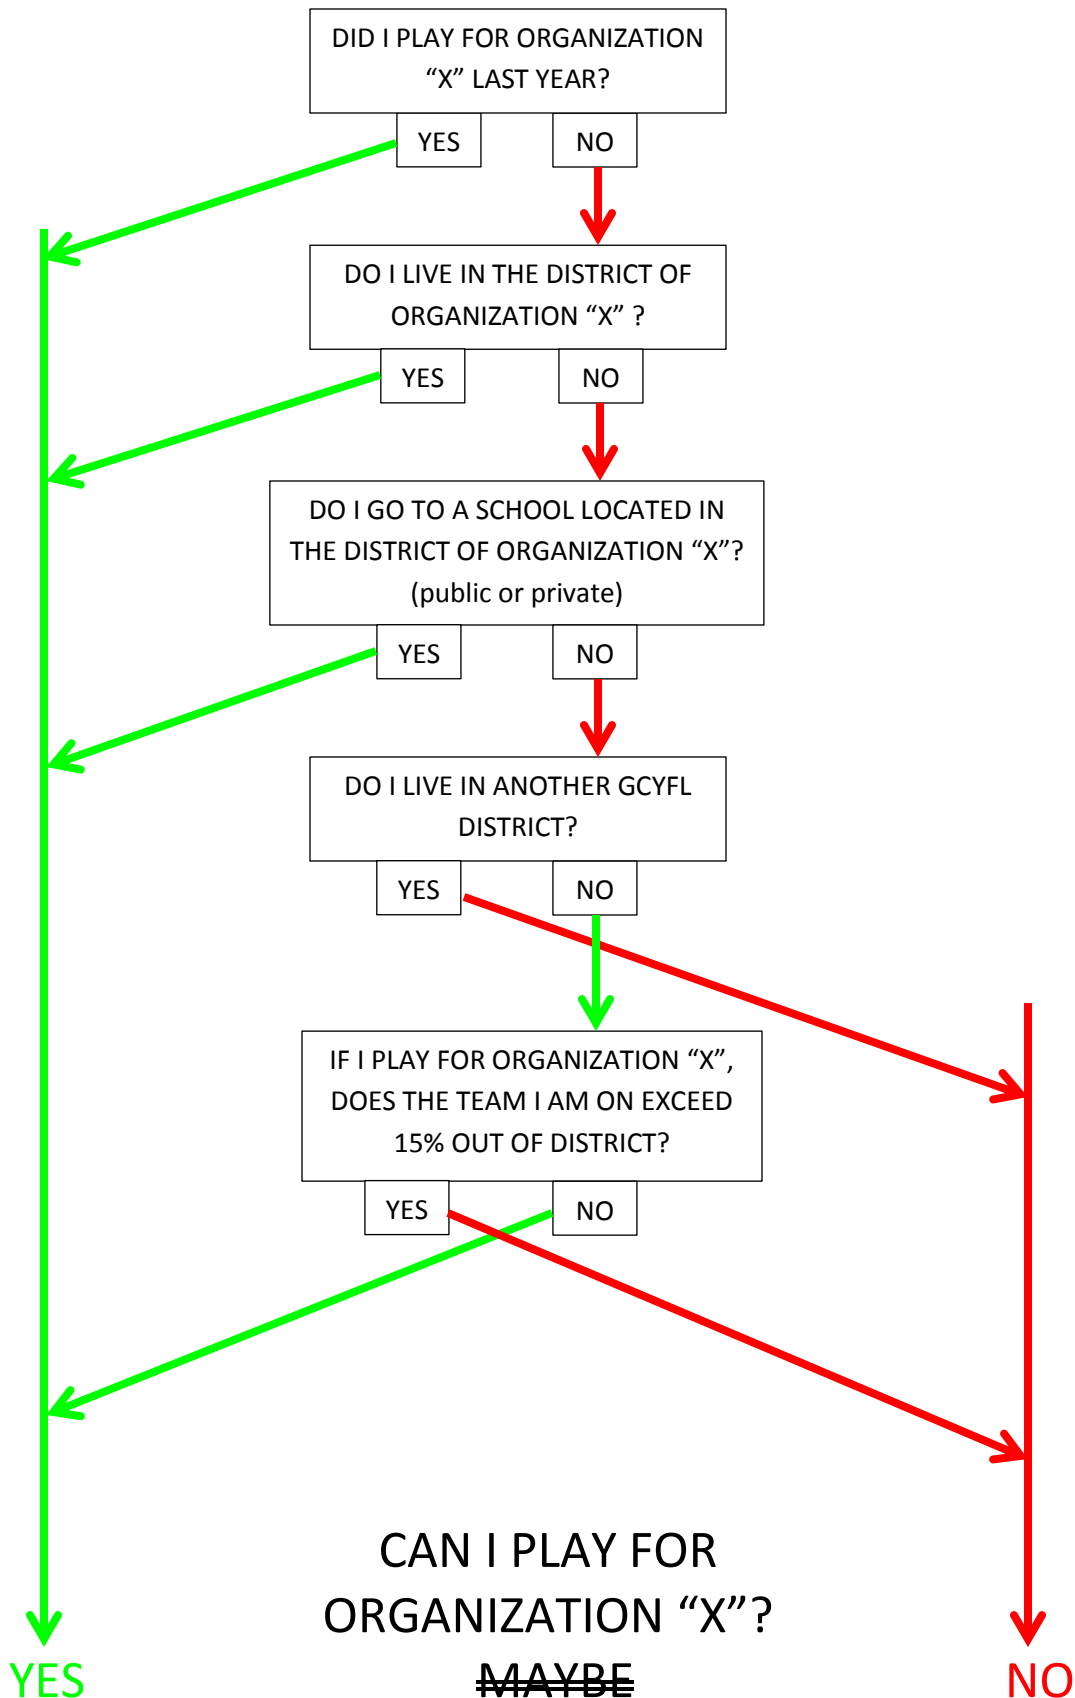 DID I PLAY FOR ORGANIZATION
“X” LAST YEAR?
YES
NO
DO I LIVE IN THE DISTRICT OF
ORGANIZATION “X” ?
YES
NO
DO I GO TO A SCHOOL LOCATED IN
THE DISTRICT OF ORGANIZATION “X”?
(public or private)
YES
NO
DO I LIVE IN ANOTHER GCYFL
DISTRICT?
YES
NO
IF I PLAY FOR ORGANIZATION “X”,
DOES THE TEAM I AM ON EXCEED
15% OUT OF DISTRICT?
YES
NO
CAN I PLAY FOR
ORGANIZATION “X”?
YES
MAYBE
NO